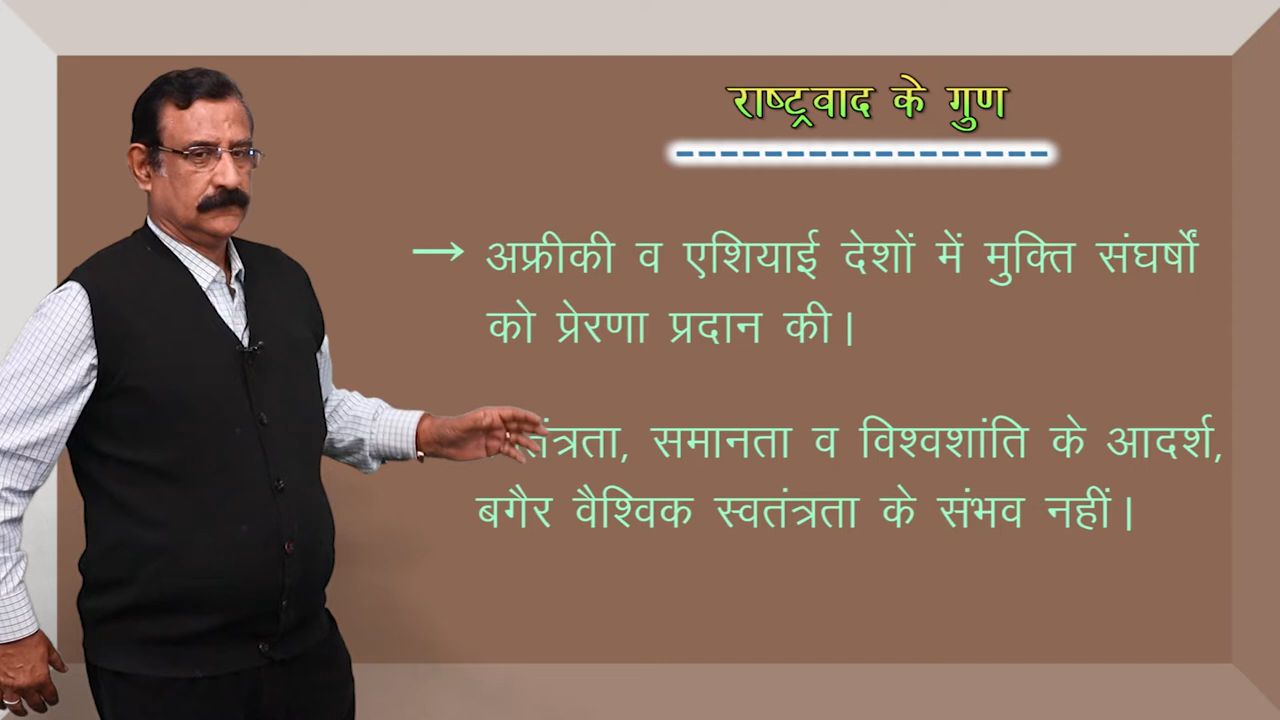 राष्ट्रवाद के गुण
→ अफ्रीकी व एशियाई देशों में मुक्ति संघर्षों
को प्रेरणा प्रदान की।
समानता व विश्वशांति के आदर्श,
बगैर वैश्विक स्वतंत्रता के संभव नहीं।